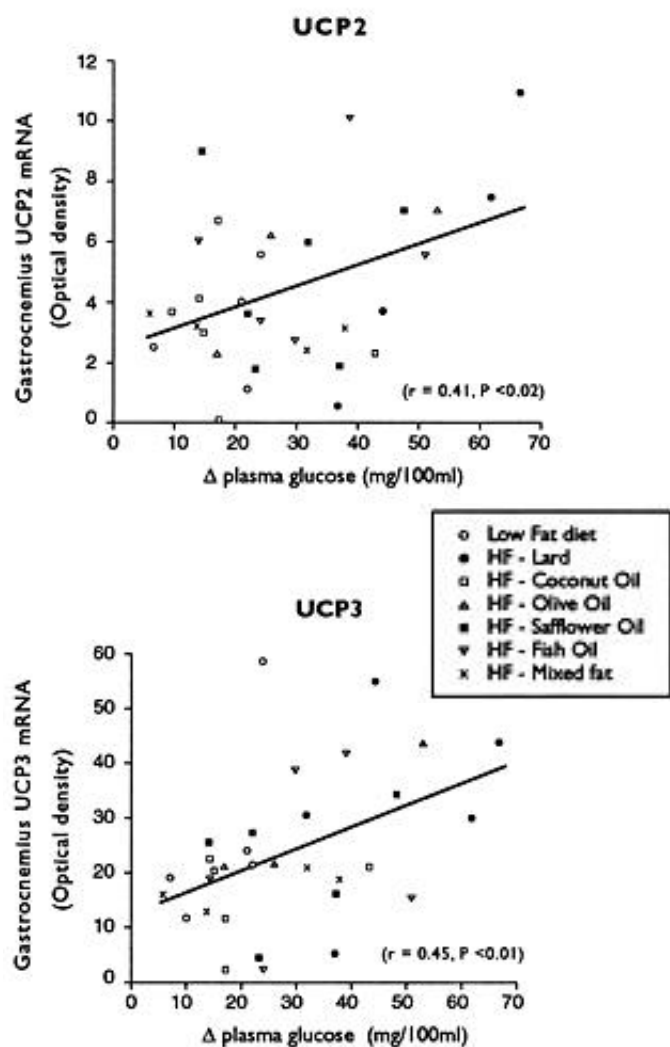 UCP2
Gastrocnemius UCP2 mRNA
(Optical density)
12
10
8
6
4
2
0
(r = 0.41, P <0.02)
0 10 20 30 40 50 60 70
Δ plasma glucose (mg/100ml)
Low Fat diet
HF - Lard
HF - Coconut Oil
HF - Olive Oil
HF - Safflower Oil
HF - Fish Oil
HF - Mixed fat
UCP3
Gastrocnemius UCP3 mRNA
(Optical density)
60
50
40
30
20
10
0
(r = 0.45, P <0.01)
0 10 20 30 40 50 60 70
Δ plasma glucose (mg/100ml)